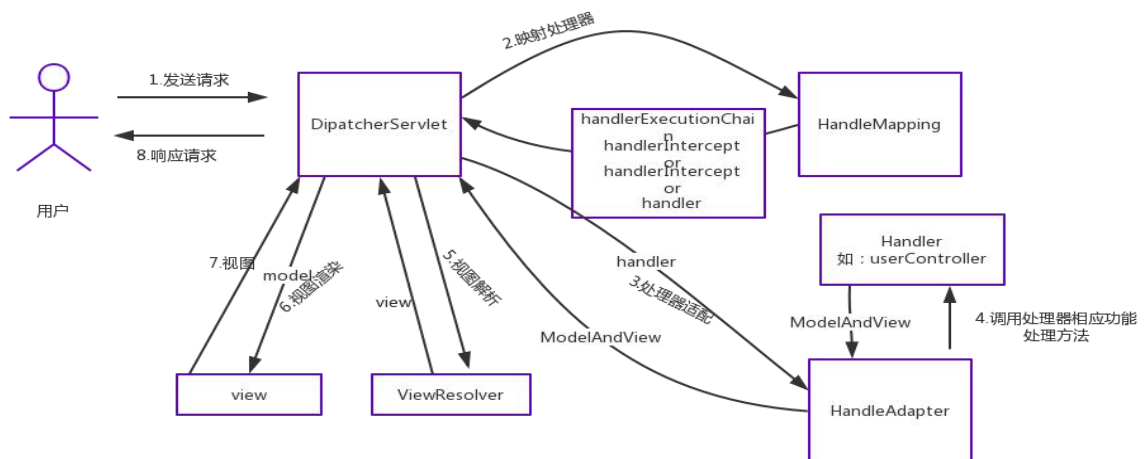 2.映射处理器
1.发送请求
DipatcherServlet
handlerExecutionChai
n
handlerIntercept
or
handlerIntercept
or
handler
HandleMapping
8.响应请求
用户
Handler
如：userController
7.视图
model
6.视图渲染
view
5.视图解析
handler
3.处理器适配
ModelAndView
ModelAndView
4.调用处理器相应功能
处理方法
view
ViewResolver
HandleAdapter